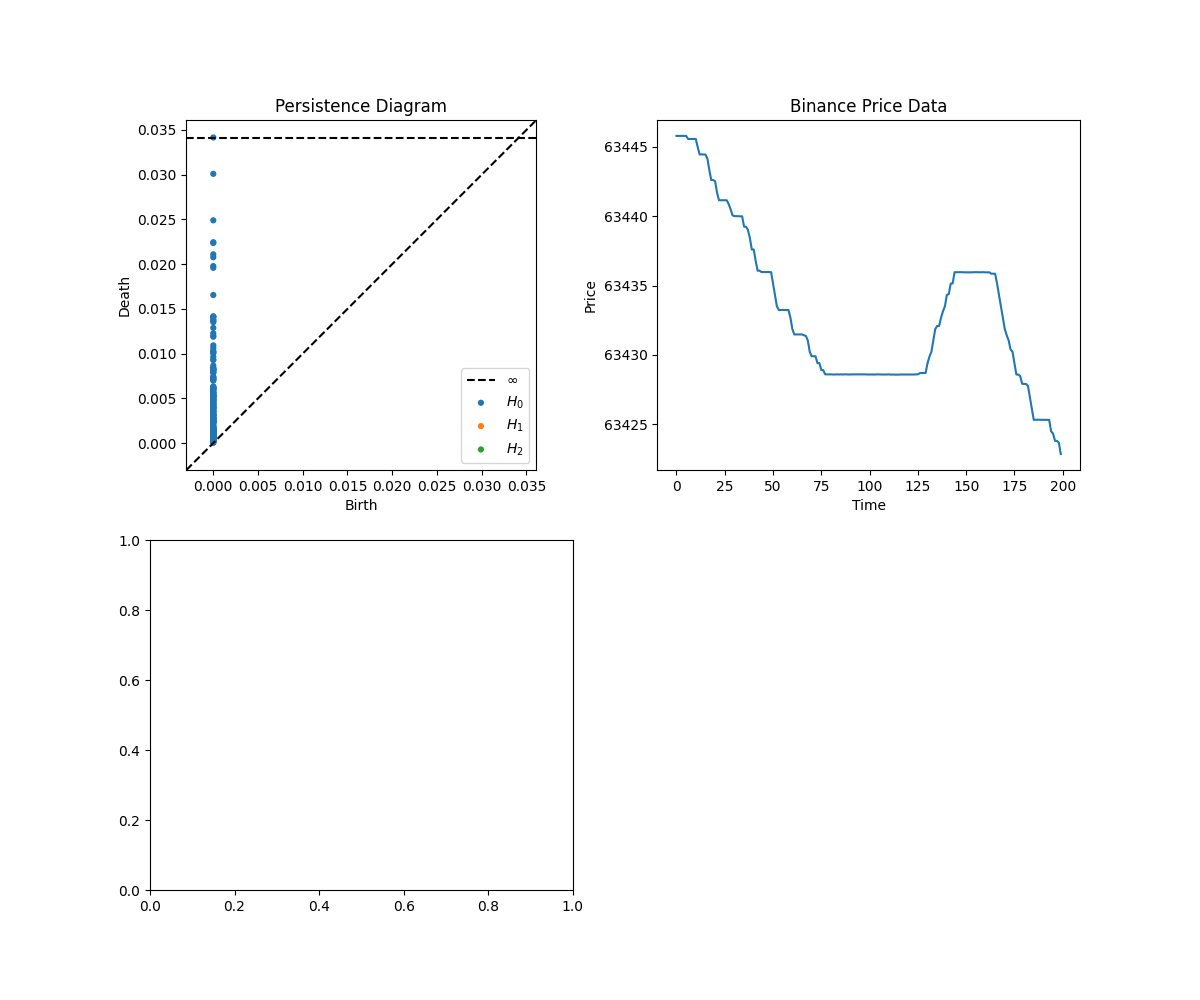 Persistence Diagram
0.035
0.030
0.025
0.020
0.015
0.010
0.005
0.000
Death
∞
H0
H1
H2
0.000 0.005 0.010 0.015 0.020 0.025 0.030 0.035
Birth
Binance Price Data
63445
63440
63435
63430
63425
Price
0 25 50 75 100 125 150 175 200
Time
1.0
0.8
0.6
0.4
0.2
0.0
0.0 0.2 0.4 0.6 0.8 1.0